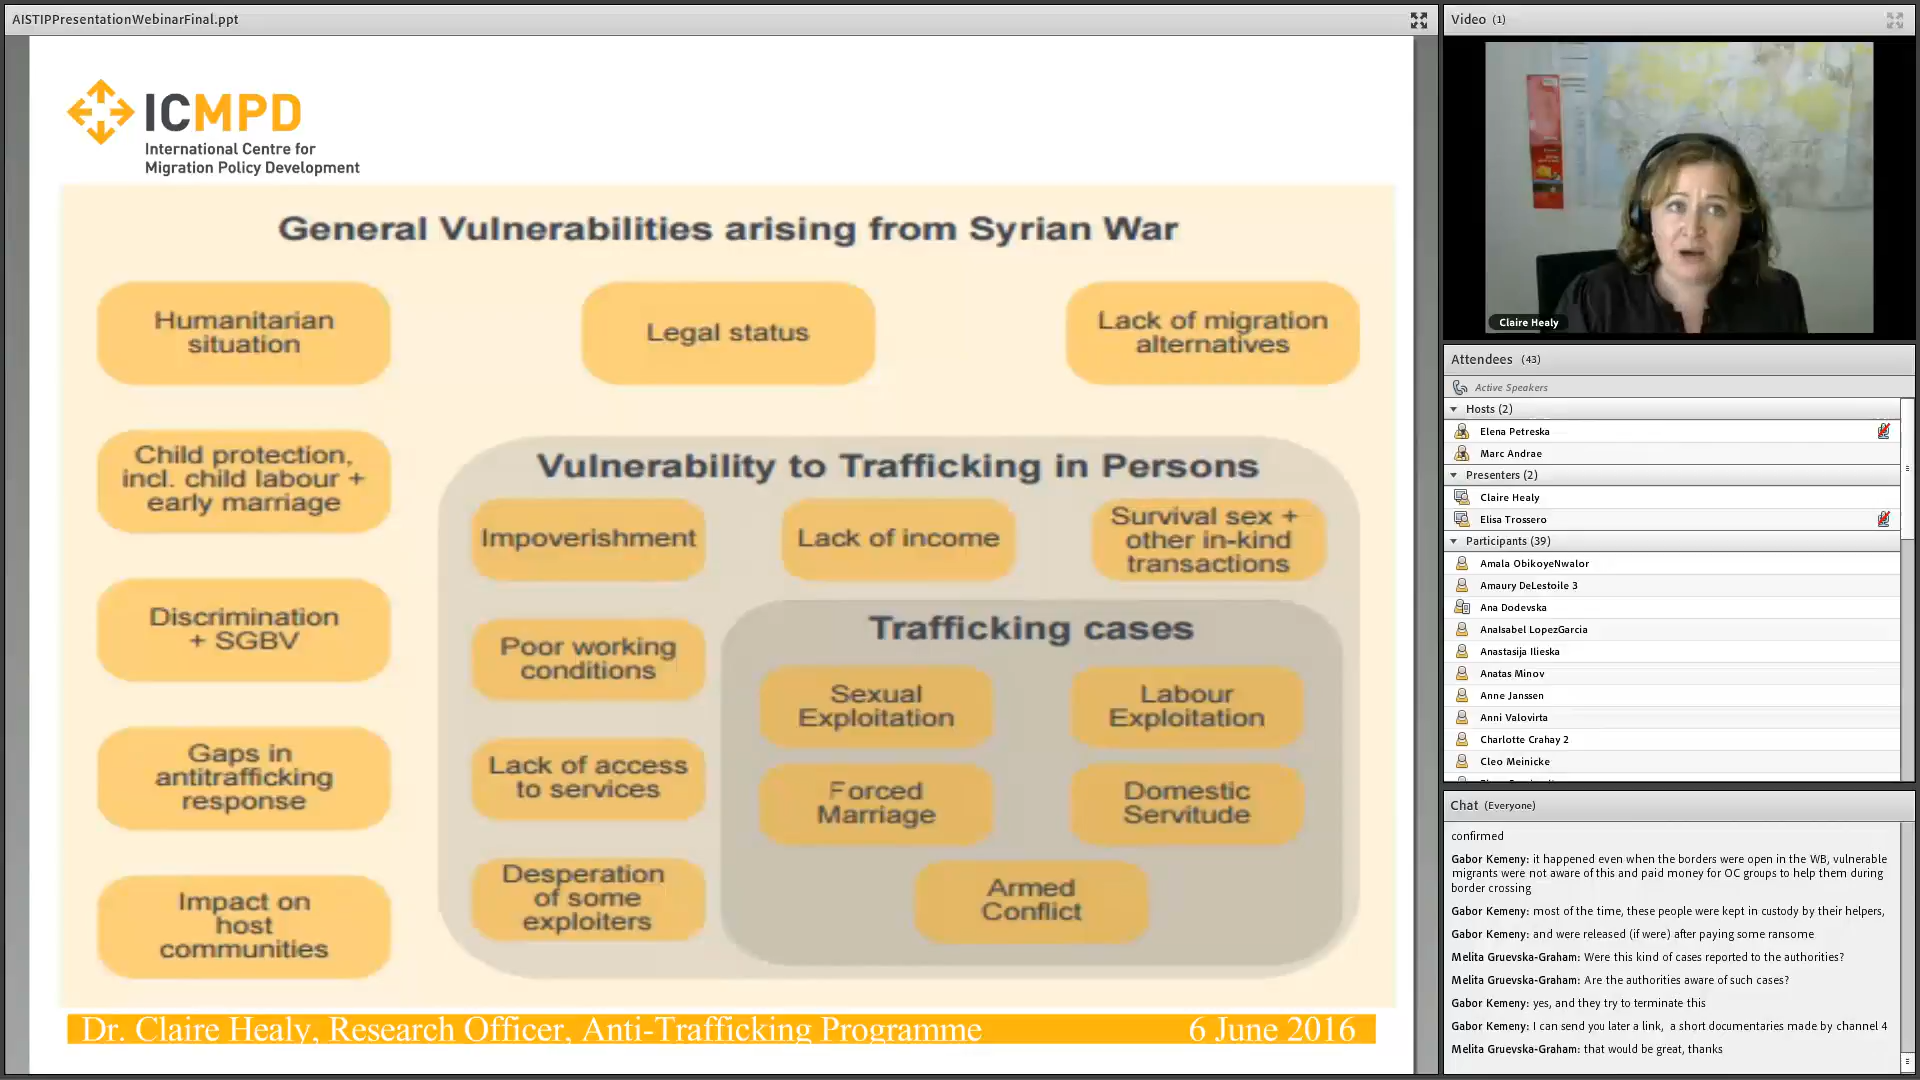 AISTIPPresentationWebinarFinal.ppt
ICMPD
International Centre for
Migration Policy Development
General Vulnerabilities arising from Syrian War
Humanitarian
situation
Legal status
Lack of migration
alternatives
Child protection,
incl. child labour +
early marriage
Discrimination
+ SGBV
Gaps in
antitrafficking
response
Impact on
host
communities
Vulnerability to Trafficking in Persons
Impoverishment
Lack of income
Survival sex +
other in-kind
transactions
Poor working
conditions
Lack of access
to services
Desperation
of some
exploiters
Trafficking cases
Sexual
Exploitation
Labour
Exploitation
Forced
Marriage
Domestic
Servitude
Armed
Conflict
Dr. Claire Healy, Research Officer, Anti-Trafficking Programme
6 June 2016
Video (1)
Claire Healy
Attendees (43)
Active Speakers
Hosts (2)
Elena Petreska
Marc Andrae
Presenters (2)
Claire Healy
Elisa Trossero
Participants (39)
Amala ObikoyeNwalor
Amaury DeLestoile 3
Ana Dodevska
AnaIsabel LopezGarcia
Anastasija Ilieska
Anatas Minov
Anne Janssen
Anni Valovirta
Charlotte Crahay 2
Cleo Meinicke
Chat (Everyone)
confirmed
Gabor Kemeny: it happened even when the borders were open in the WB, vulnerable
migrants were not aware of this and paid money for OC groups to help them during
border crossing
Gabor Kemeny: most of the time, these people were kept in custody by their helpers,
Gabor Kemeny: and were released (if were) after paying some ransome
Melita Gruevska-Graham: Were this kind of cases reported to the authorities?
Melita Gruevska-Graham: Are the authorities aware of such cases?
Gabor Kemeny: yes, and they try to terminate this
Gabor Kemeny: I can send you later a link, a short documentaries made by channel 4
Melita Gruevska-Graham: that would be great, thanks